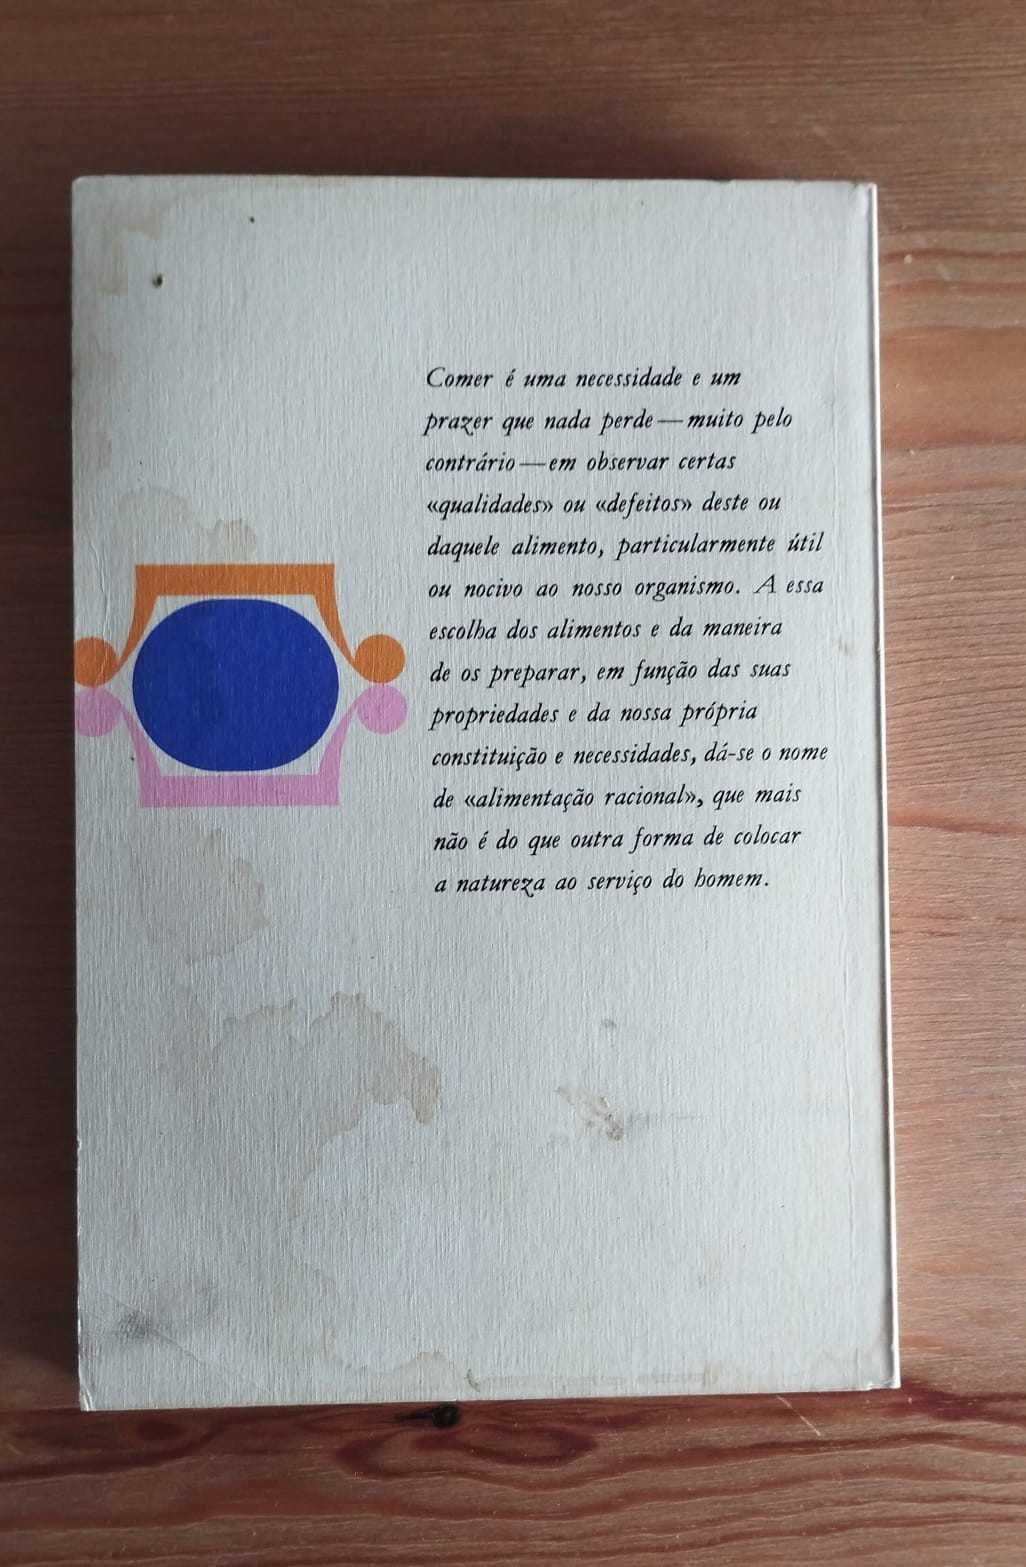 Comer é uma necessidade e um
prazer que nada perde — muito pelo
contrário — em observar certas
«qualidades» ou «defeitos» deste ou
daquele alimento, particularmente útil
ou nocivo ao nosso organismo. A essa
escolha dos alimentos e da maneira
de os preparar, em função das suas
propriedades e da nossa própria
constituição e necessidades, dá-se o nome
de «alimentação racional», que mais
não é do que outra forma de colocar
a natureza ao serviço do homem.